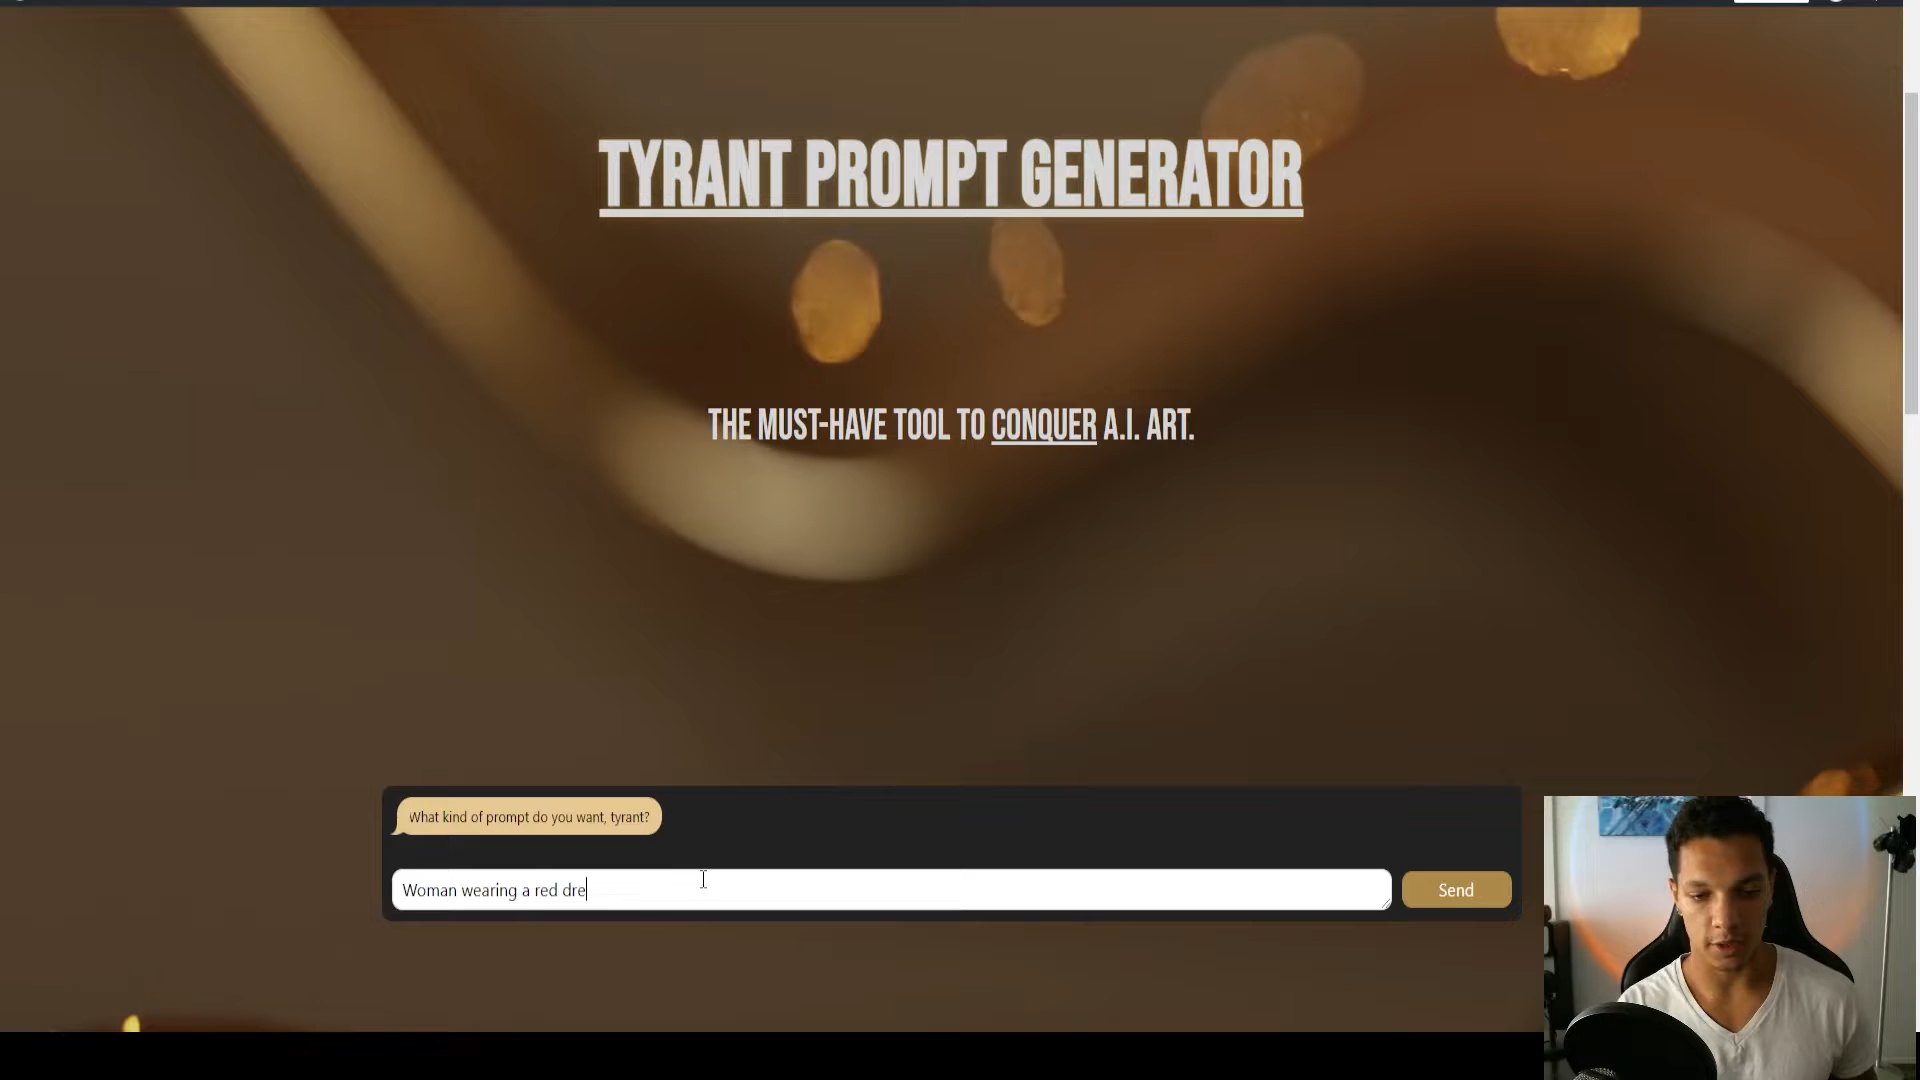 TYRANT PROMPT GENERATOR
THE MUST-HAVE TOOL TO CONQUER A.I. ART.
What kind of prompt do you want, tyrant?
Woman wearing a red dre
Send